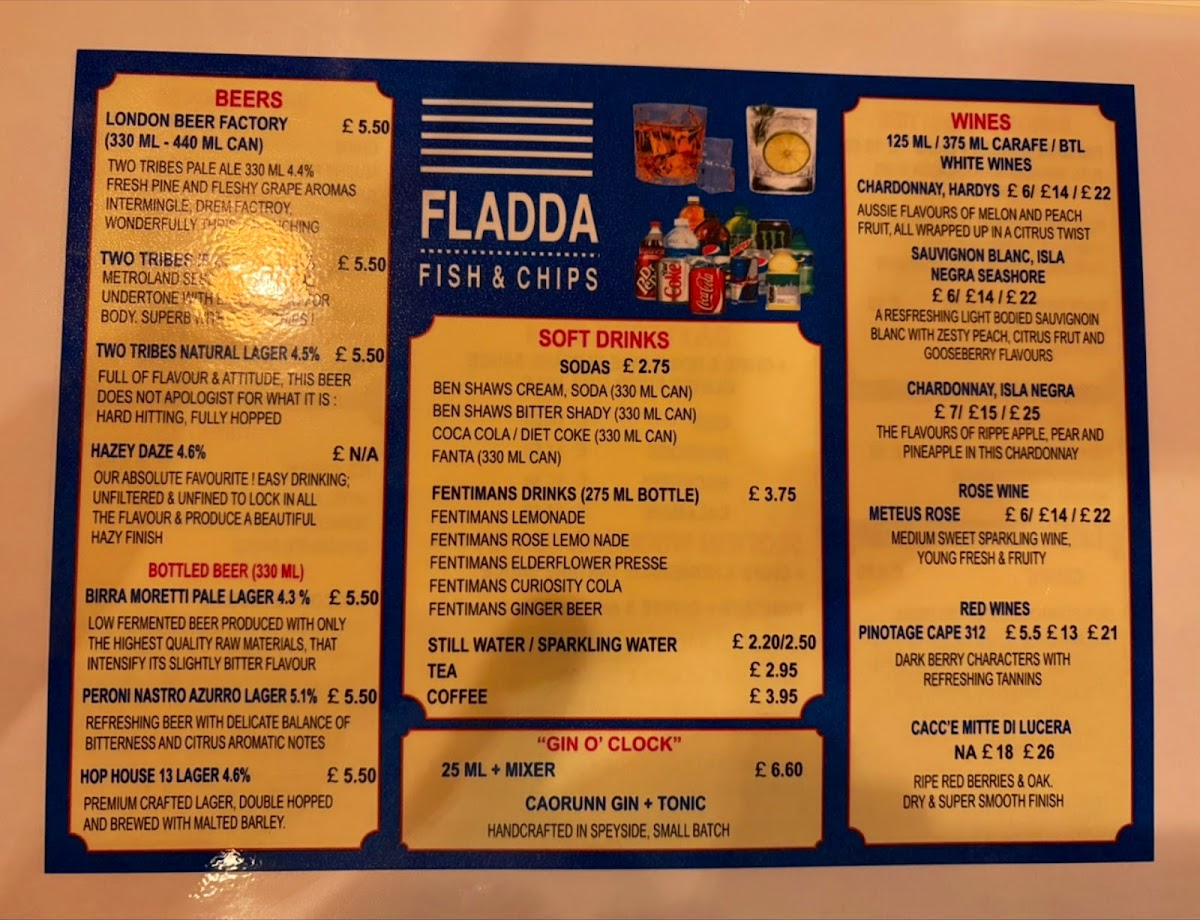 BEERS
LONDON BEER FACTORY £ 5.50
(330 ML - 440 ML CAN)
TWO TRIBES PALE ALE 330 ML 4.4%
FRESH PINE AND FLESHY GRAPE AROMAS
INTERMINGLE, DREM FACTROY,
WONDERFULLY
TWO TRIBES £ 5.50
METROLAND
UNDERTONE WITH
BODY. SUPERB
TWO TRIBES NATURAL LAGER 4.5% £ 5.50
FULL OF FLAVOUR & ATTITUDE, THIS BEER
DOES NOT APOLOGIST FOR WHAT IT IS :
HARD HITTING, FULLY HOPPED
HAZEY DAZE 4.6% £ N/A
OUR ABSOLUTE FAVOURITE ! EASY DRINKING;
UNFILTERED & UNFINED TO LOCK IN ALL
THE FLAVOUR & PRODUCE A BEAUTIFUL
HAZY FINISH
BOTTLED BEER (330 ML)
BIRRA MORETTI PALE LAGER 4.3 % £ 5.50
LOW FERMENTED BEER PRODUCED WITH ONLY
THE HIGHEST QUALITY RAW MATERIALS, THAT
INTENSIFY ITS SLIGHTLY BITTER FLAVOUR
PERONI NASTRO AZURRO LAGER 5.1% £ 5.50
REFRESHING BEER WITH DELICATE BALANCE OF
BITTERNESS AND CITRUS AROMATIC NOTES
HOP HOUSE 13 LAGER 4.6% £ 5.50
PREMIUM CRAFTED LAGER, DOUBLE HOPPED
AND BREWED WITH MALTED BARLEY.
FLADDA
FISH & CHIPS
Coke
Coca-Cola
SOFT DRINKS
SODAS £ 2.75
BEN SHAWS CREAM, SODA (330 ML CAN)
BEN SHAWS BITTER SHADY (330 ML CAN)
COCA COLA / DIET COKE (330 ML CAN)
FANTA (330 ML CAN)
FENTIMANS DRINKS (275 ML BOTTLE) £ 3.75
FENTIMANS LEMONADE
FENTIMANS ROSE LEMO NADE
FENTIMANS ELDERFLOWER PRESSE
FENTIMANS CURIOSITY COLA
FENTIMANS GINGER BEER
STILL WATER / SPARKLING WATER £ 2.20/2.50
TEA £ 2.95
COFFEE £ 3.95
"GIN O' CLOCK"
25 ML + MIXER £ 6.60
CAORUNN GIN + TONIC
HANDCRAFTED IN SPEYSIDE, SMALL BATCH
WINES
125 ML / 375 ML CARAFE / BTL
WHITE WINES
CHARDONNAY, HARDYS £ 6/ £14 / £ 22
AUSSIE FLAVOURS OF MELON AND PEACH
FRUIT, ALL WRAPPED UP IN A CITRUS TWIST
SAUVIGNON BLANC, ISLA
NEGRA SEASHORE
£ 6/ £14 / £ 22
A RESFRESHING LIGHT BODIED SAUVIGNOIN
BLANC WITH ZESTY PEACH, CITRUS FRUT AND
GOOSEBERRY FLAVOURS
CHARDONNAY, ISLA NEGRA
£ 7/ £15 / £ 25
THE FLAVOURS OF RIPPE APPLE, PEAR AND
PINEAPPLE IN THIS CHARDONNAY
ROSE WINE
METEUS ROSE £ 6/ £14 / £ 22
MEDIUM SWEET SPARKLING WINE,
YOUNG FRESH & FRUITY
RED WINES
PINOTAGE CAPE 312 £ 5.5 £ 13 £ 21
DARK BERRY CHARACTERS WITH
REFRESHING TANNINS
CACC'E MITTE DI LUCERA
NA £ 18 £ 26
RIPE RED BERRIES & OAK.
DRY & SUPER SMOOTH FINISH